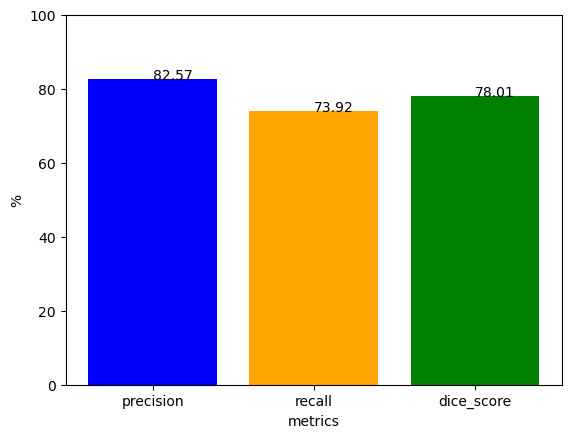 100
80
60
40
20
0
%
82.57
73.92
78.01
precision
recall
dice_score
metrics